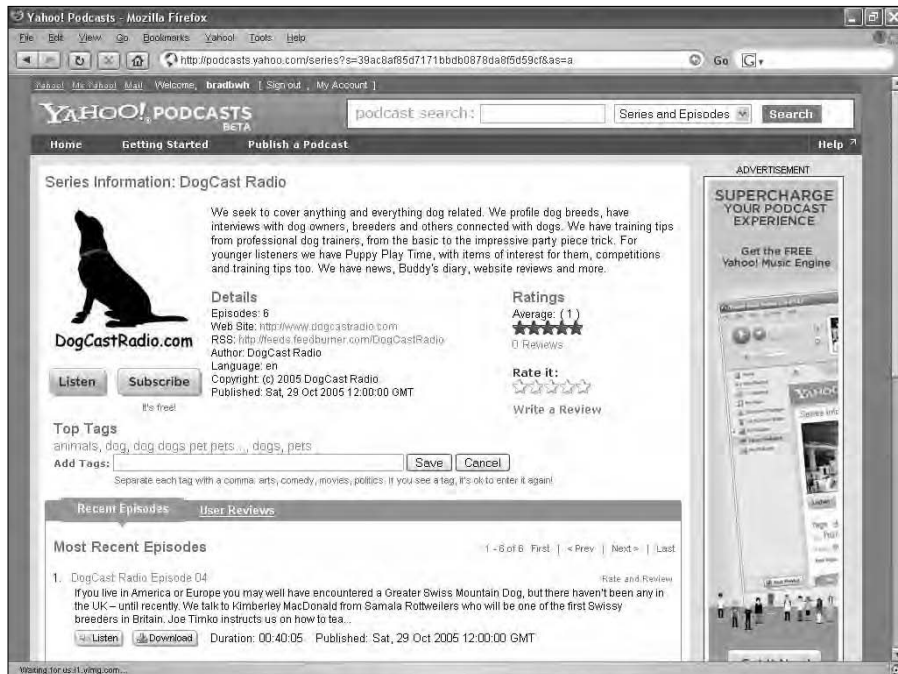 Yahoo! Podcasts - Mozilla Firefox
File Edit View Go Bookmarks Yahoo! Tools Help
http://podcasts.yahoo.com/series?s=39ac8af85d7171bbdb0878da8f5d59cf&as=a Go G
Yahoo! My Yahoo! Mail Welcome, bradbwh [ Sign out , My Account ]
YAHOO! PODCASTS BETA podcast search: Series and Episodes Search
Home Getting Started Publish a Podcast Help
ADVERTISEMENT
Series Information: DogCast Radio
We seek to cover anything and everything dog related. We profile dog breeds, have
interviews with dog owners, breeders and others connected with dogs. We have training tips
from professional dog trainers, from the basic to the impressive party piece trick. For
younger listeners we have Puppy Play Time, with items of interest for them, competitions
and training tips too. We have news, Buddy's diary, website reviews and more.
DogCastRadio.com
Listen Subscribe
It's free!
Details
Episodes: 6
Web Site: http://www.dogcastradio.com
RSS: http://feeds.feedburner.com/DogCastRadio
Author: DogCast Radio
Language: en
Copyright: (c) 2005 DogCast Radio
Published: Sat, 29 Oct 2005 12:00:00 GMT
Ratings
Average: ( 1 )
0 Reviews
Rate it:
Write a Review
Top Tags
animals, dog, dog dogs pet pets..., dogs, pets
Add Tags: Save Cancel
Separate each tag with a comma: arts, comedy, movies, politics. If you see a tag, it's ok to enter it again!
Recent Episodes User Reviews
Most Recent Episodes 1 - 6 of 6 First | < Prev | Next > | Last
1. DogCast Radio Episode 04 Rate and Review
If you live in America or Europe you may well have encountered a Greater Swiss Mountain Dog, but there haven't been any in
the UK – until recently. We talk to Kimberley MacDonald from Samala Rottweilers who will be one of the first Swissy
breeders in Britain. Joe Timko instructs us on how to tea...
Listen Download Duration: 00:40:05 Published: Sat, 29 Oct 2005 12:00:00 GMT
SUPERCHARGE
YOUR PODCAST
EXPERIENCE
Get the FREE
Yahoo! Music Engine
Waiting for us.i1.yimg.com...